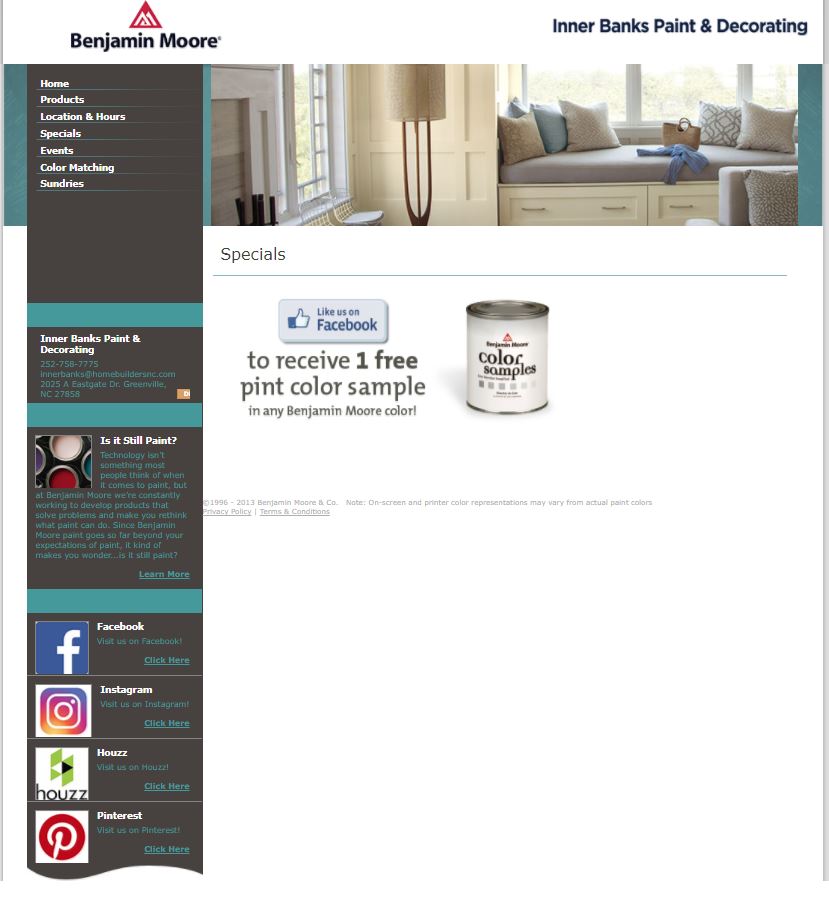 Benjamin Moore®
Inner Banks Paint & Decorating
Home
Products
Location & Hours
Specials
Events
Color Matching
Sundries
Inner Banks Paint &
Decorating
252-758-7775
innerbanks@homebuildersnc.com
2025 A Eastgate Dr. Greenville,
NC 27858
Is it Still Paint?
Technology isn't
something most
people think of when
it comes to paint, but
at Benjamin Moore we're constantly
working to develop products that
solve problems and make you rethink
what paint can do. Since Benjamin
Moore paint goes so far beyond your
expectations of paint, it kind of
makes you wonder...is it still paint?
Learn More
Facebook
Visit us on Facebook!
Click Here
Instagram
Visit us on Instagram!
Click Here
houzz
Houzz
Visit us on Houzz!
Click Here
Pinterest
Visit us on Pinterest!
Click Here
Specials
Like us on
Facebook
to receive 1 free
pint color sample
in any Benjamin Moore color!
Benjamin Moore
color
samples
©1996 - 2013 Benjamin Moore & Co. Note: On-screen and printer color representations may vary from actual paint colors
Privacy Policy | Terms & Conditions